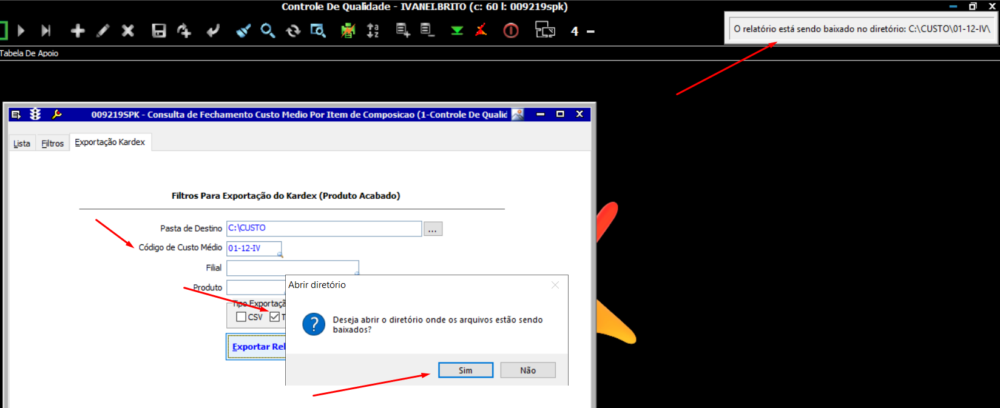 Controle De Qualidade - IVANEI.BRITO (c: 60 l: 009219spk)
4
O relatório está sendo baixado no diretório: C:\CUSTO\01-12-IV\
Tabela De Apoio
009219SPK - Consulta de Fechamento Custo Medio Por Item de Composicao (1-Controle De Qualid
Lista Filtros Exportação Kardex
Filtros Para Exportação do Kardex (Produto Acabado)
Pasta de Destino C:\CUSTO ...
Código de Custo Médio 01-12-IV
Filial
Produto
Abrir diretório
Tipo Exportaçã
CSV T
Deseja abrir o diretório onde os arquivos estão sendo
baixados?
Exportar Rel
Sim Não